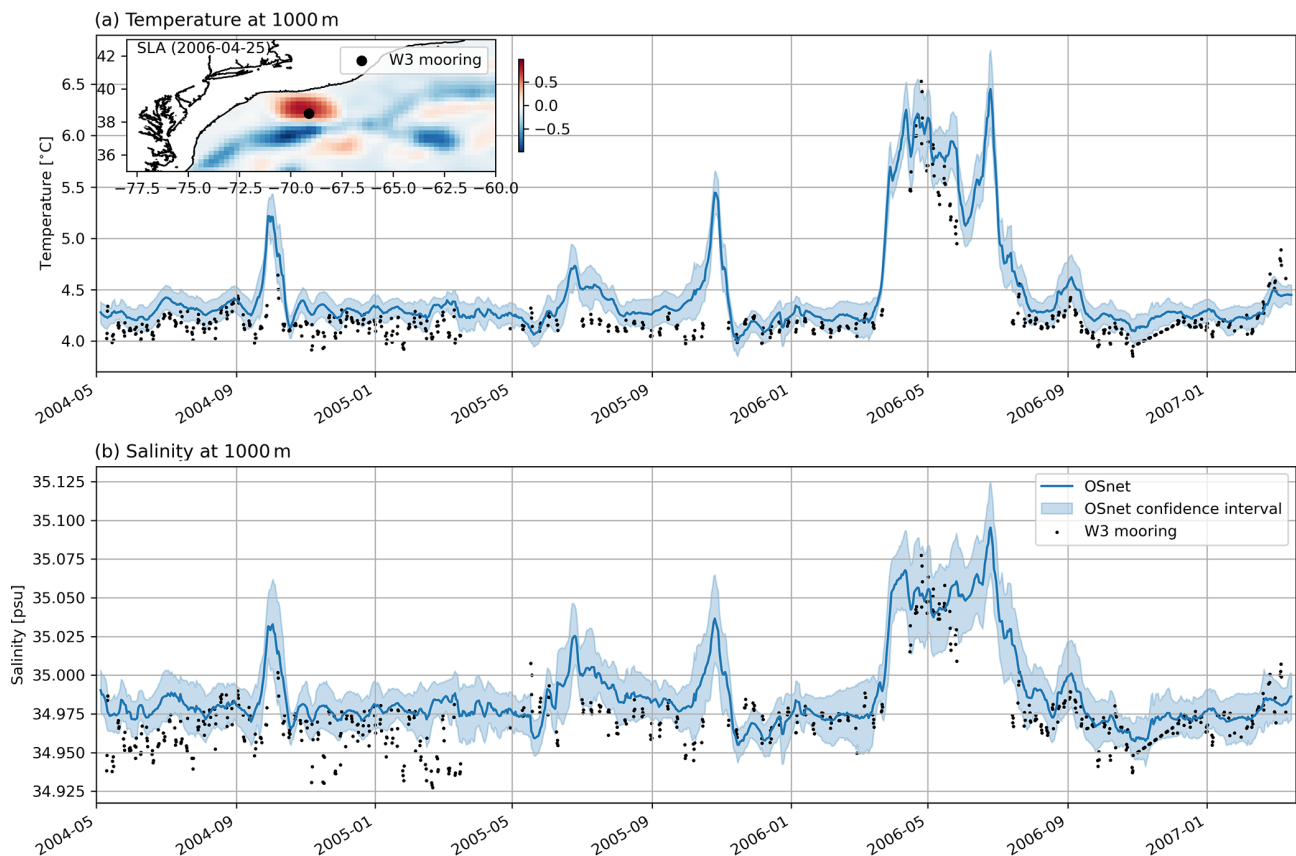 (a) Temperature at 1000 m
SLA (2006-04-25)
W3 mooring
42
40
38
36
−77.5 −75.0 −72.5 −70.0 −67.5 −65.0 −62.5 −60.0
0.5
0.0
−0.5
Temperature [°C]
6.5
6.0
5.5
5.0
4.5
4.0
2004-05 2004-09 2005-01 2005-05 2005-09 2006-01 2006-05 2006-09 2007-01
(b) Salinity at 1000 m
Salinity [psu]
35.125
35.100
35.075
35.050
35.025
35.000
34.975
34.950
34.925
OSnet
OSnet confidence interval
W3 mooring
2004-05 2004-09 2005-01 2005-05 2005-09 2006-01 2006-05 2006-09 2007-01